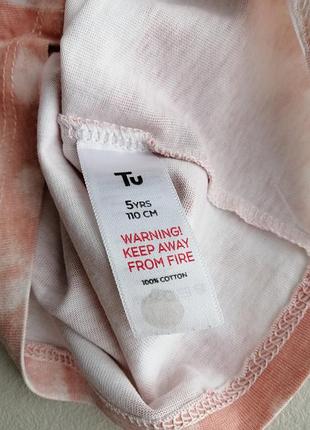 Tu
5YRS
110 CM
WARNING!
KEEP AWAY
FROM FIRE
100% COTTON